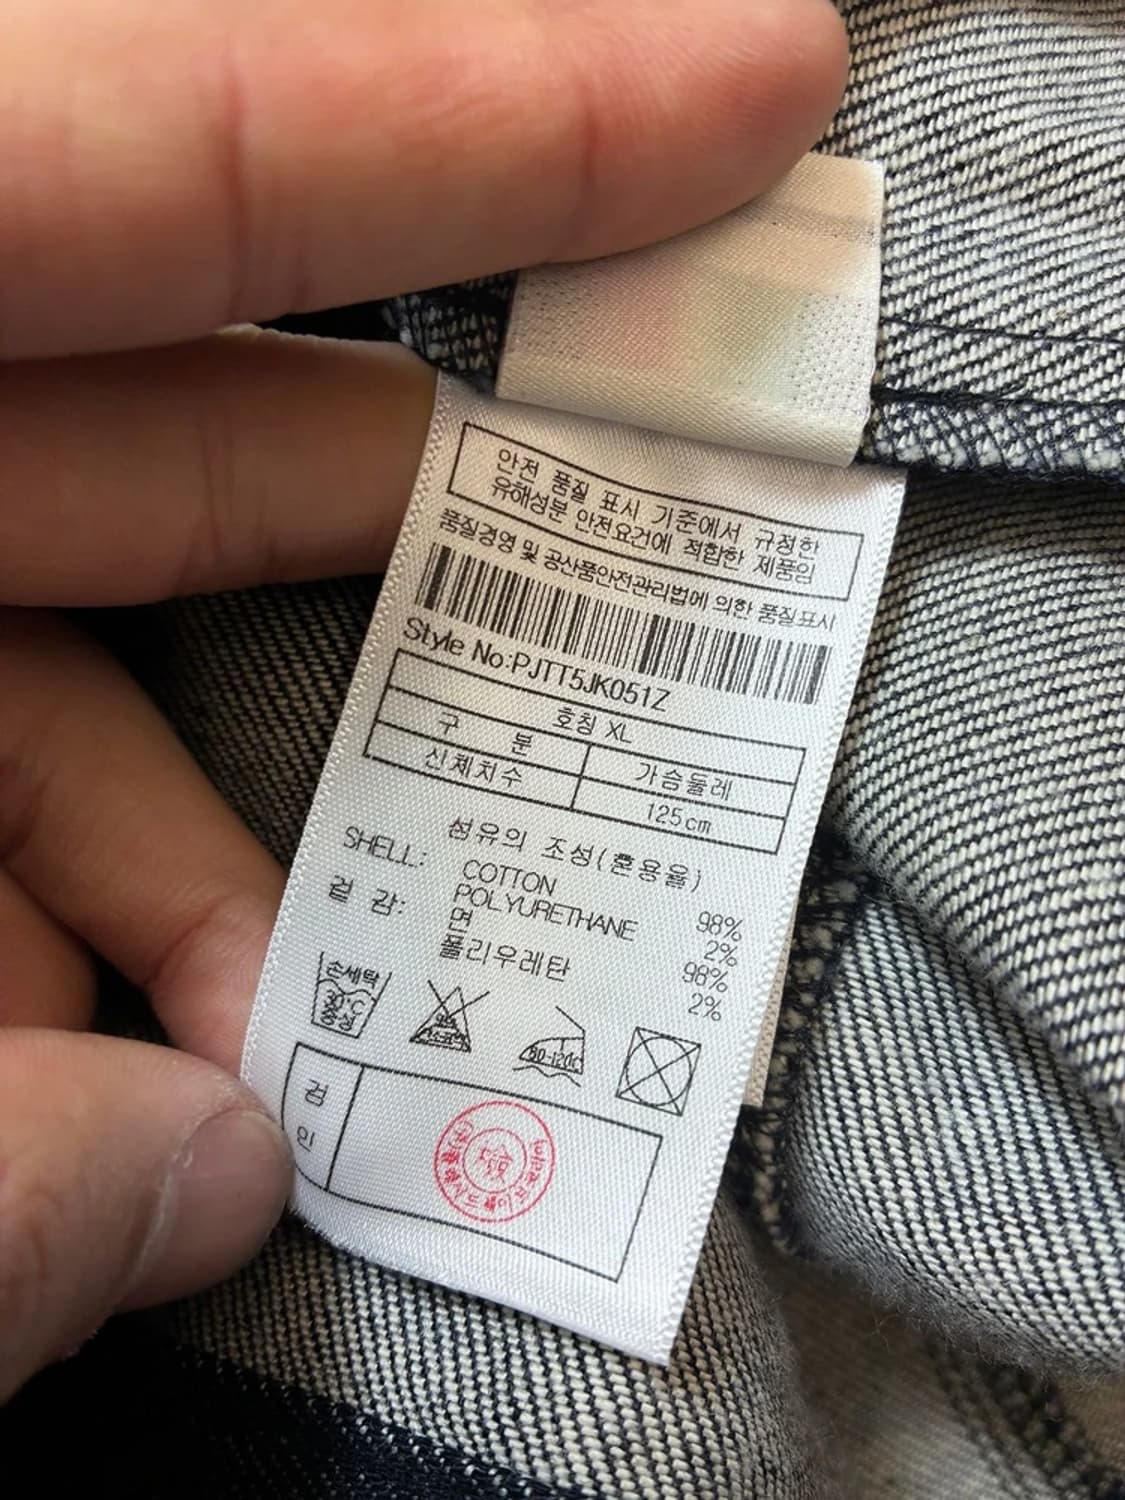 안전 품질 표시 기준에서 규정한
유해성분 안전요건에 적합한 제품임
품질경영 및 공산품안전관리법에 의한 품질표시
Style No:PJTT5JK051Z
호칭 XL
구 분 가슴둘레
신체치수 125cm
섬유의 조성(혼용율)
SHELL: COTTON 98%
POLYURETHANE 2%
겉 감: 면 98%
폴리우레탄 2%
손세탁
30°C
중성
80-120°C
검
인